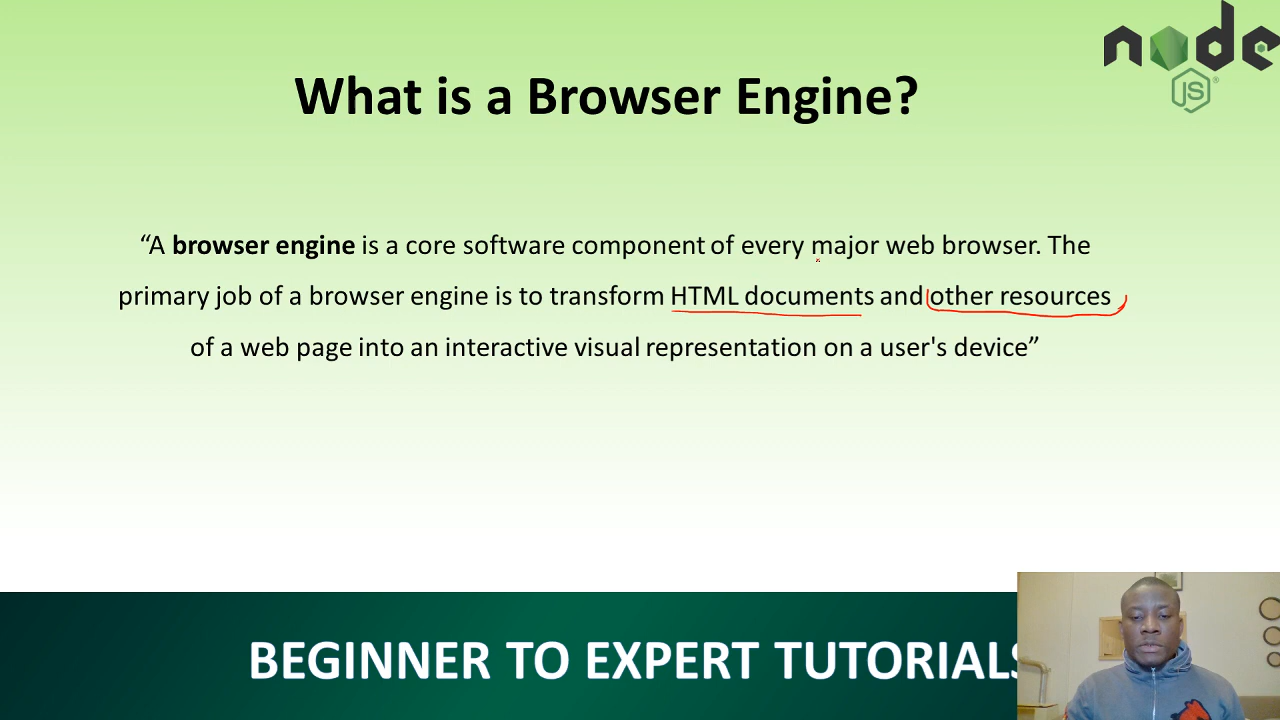 node
JS
What is a Browser Engine?
“A browser engine is a core software component of every major web browser. The
primary job of a browser engine is to transform HTML documents and other resources
of a web page into an interactive visual representation on a user's device”
BEGINNER TO EXPERT TUTORIALS